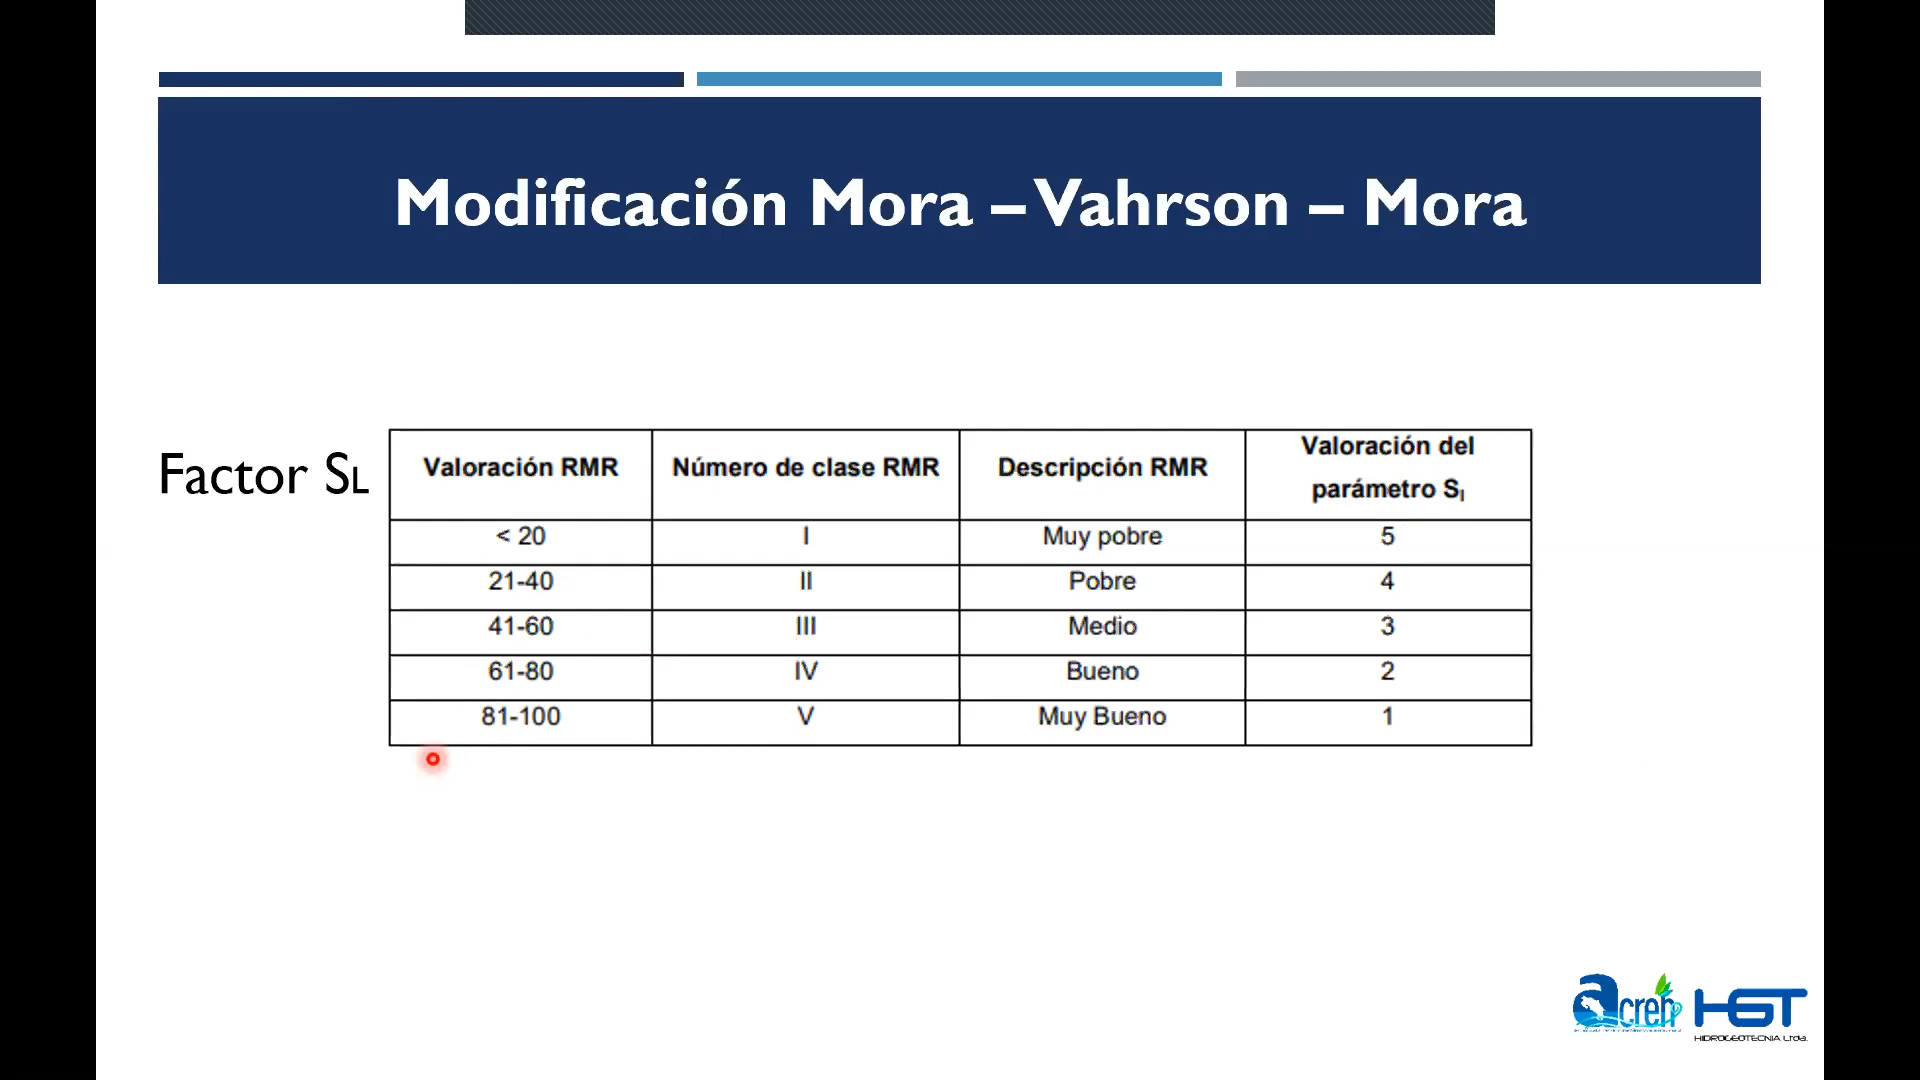 Modificación Mora – Vahrson – Mora
Factor SL
Valoración RMR Número de clase RMR Descripción RMR Valoración del parámetro Sl
< 20 I Muy pobre 5
21-40 II Pobre 4
41-60 III Medio 3
61-80 IV Bueno 2
81-100 V Muy Bueno 1
acreh HGT
HIDROGEOTECNIA Ltda.